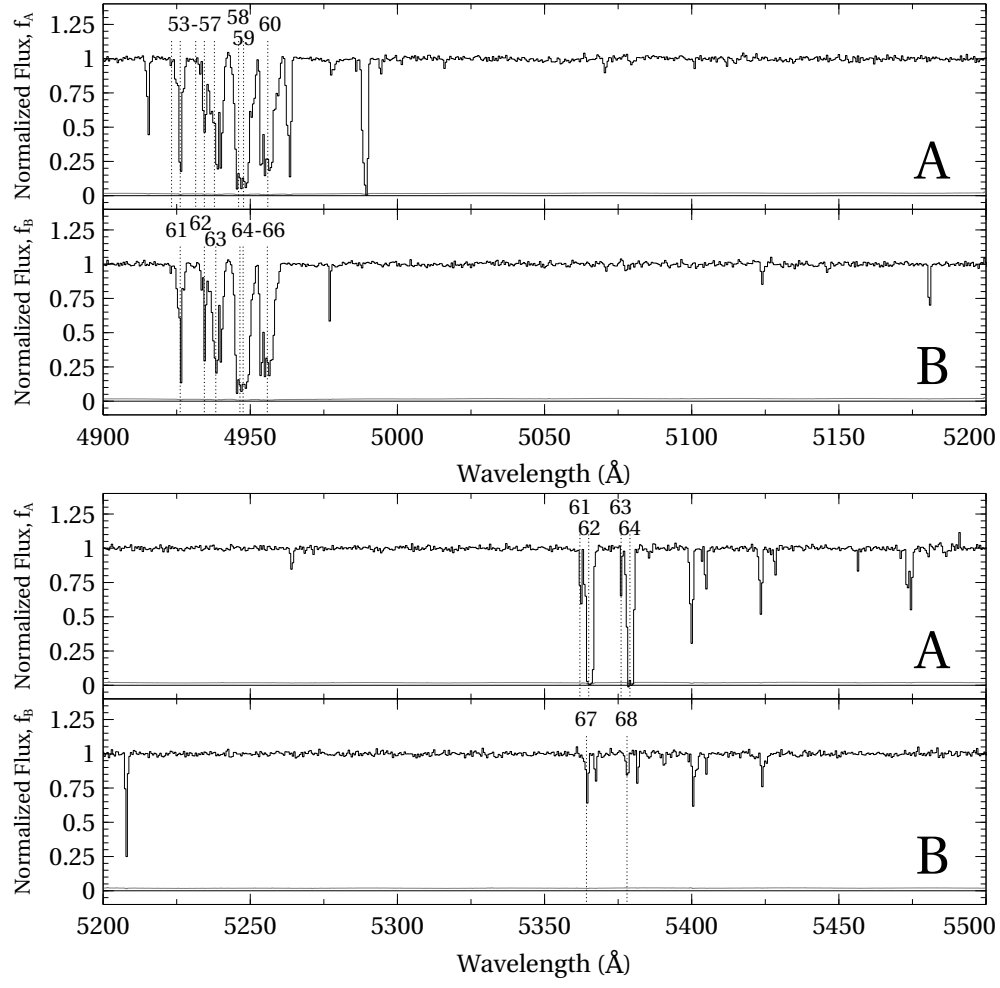 53-57 58 59 60
1.25
1
0.75
0.5
0.25
0
Normalized Flux, f_A
A
61 62 63 64-66
1.25
1
0.75
0.5
0.25
0
Normalized Flux, f_B
B
4900 4950 5000 5050 5100 5150 5200
Wavelength (Å)
61 62 63 64
1.25
1
0.75
0.5
0.25
0
Normalized Flux, f_A
A
67 68
1.25
1
0.75
0.5
0.25
0
Normalized Flux, f_B
B
5200 5250 5300 5350 5400 5450 5500
Wavelength (Å)